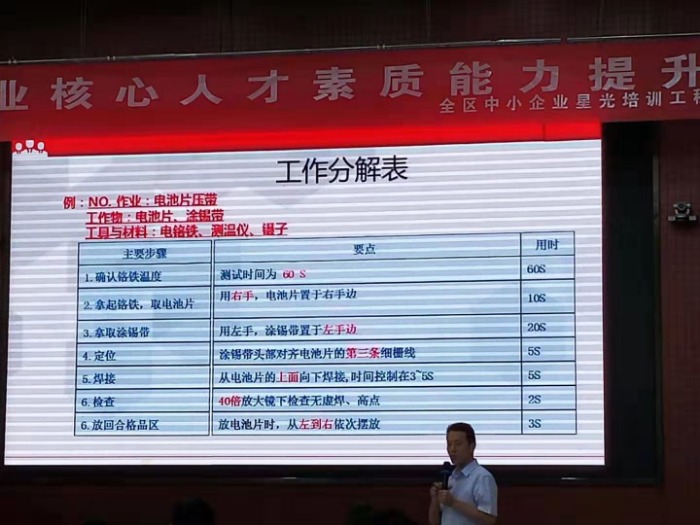 业核心人才素质能力提升
全区中小企业星光培训工程
工作分解表
例：NO. 作业：电池片压带
工作物：电池片、涂锡带
工具与材料：电铬铁、测温仪、镊子
主要步骤 要点 用时
1.确认铬铁温度 测试时间为 60 S 60S
2.拿起铬铁，取电池片 用右手，电池片置于右手边 10S
3.拿取涂锡带 用左手，涂锡带置于左手边 20S
4.定位 涂锡带头部对齐电池片的第三条细栅线 5S
5.焊接 从电池片的上面向下焊接,时间控制在3~5S 5S
6.检查 40倍放大镜下检查无虚焊、高点 2S
6.放回合格品区 放电池片时，从左到右依次摆放 3S